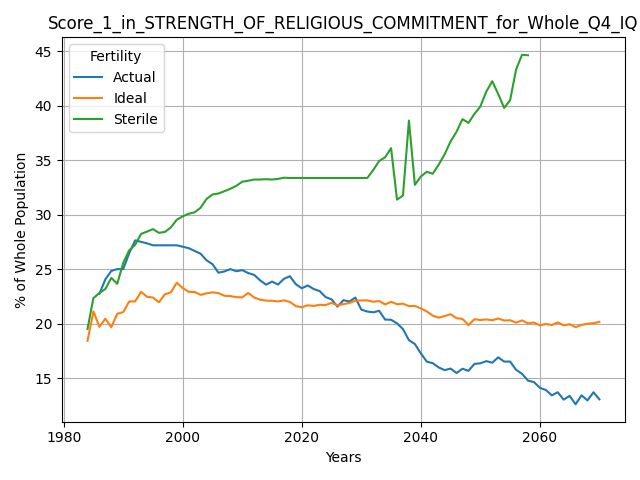 Score_1_in_STRENGTH_OF_RELIGIOUS_COMMITMENT_for_Whole_Q4_IQ
% of Whole Population
45
40
35
30
25
20
15
Fertility
Actual
Ideal
Sterile
1980
2000
2020
2040
2060
Years